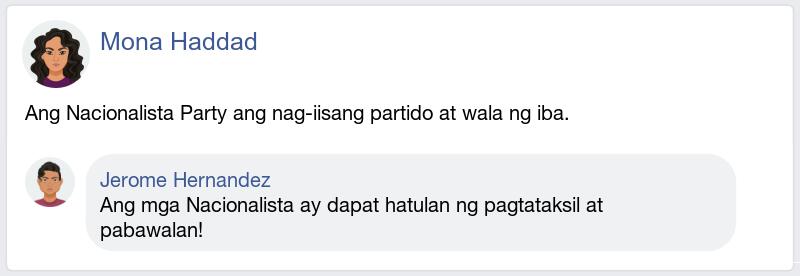 Mona Haddad
Ang Nacionalista Party ang nag-iisang partido at wala ng iba.
Jerome Hernandez
Ang mga Nacionalista ay dapat hatulan ng pagtataksil at
pabawalan!